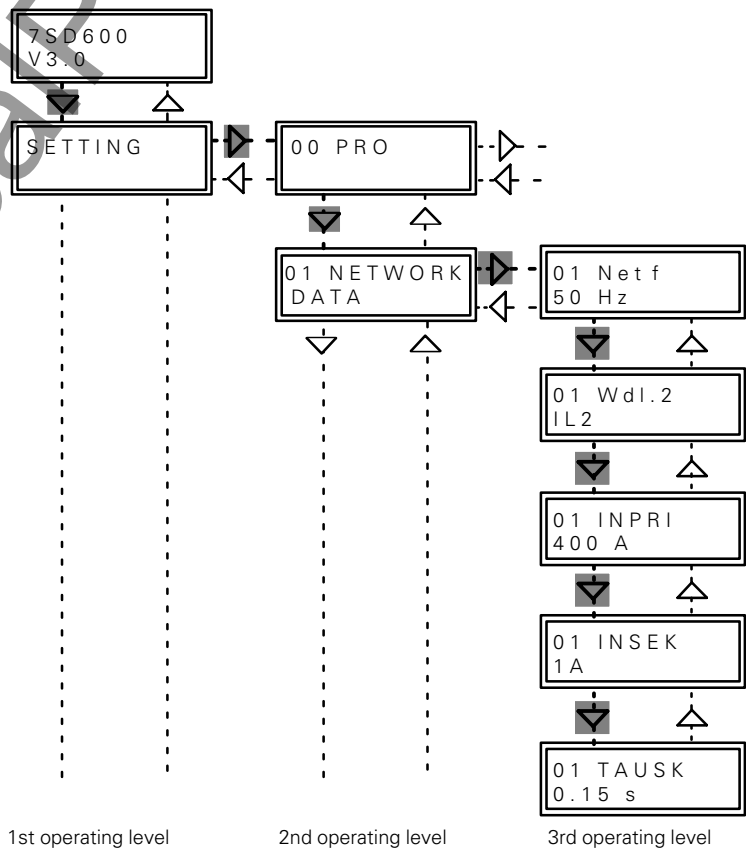 7SD600
V3.0
SETTING
00 PRO
01 NETWORK
DATA
01 Netf
50 Hz
01 Wdl.2
IL2
01 INPRI
400 A
01 INSEK
1A
01 TAUSK
0.15 s
1st operating level
2nd operating level
3rd operating level